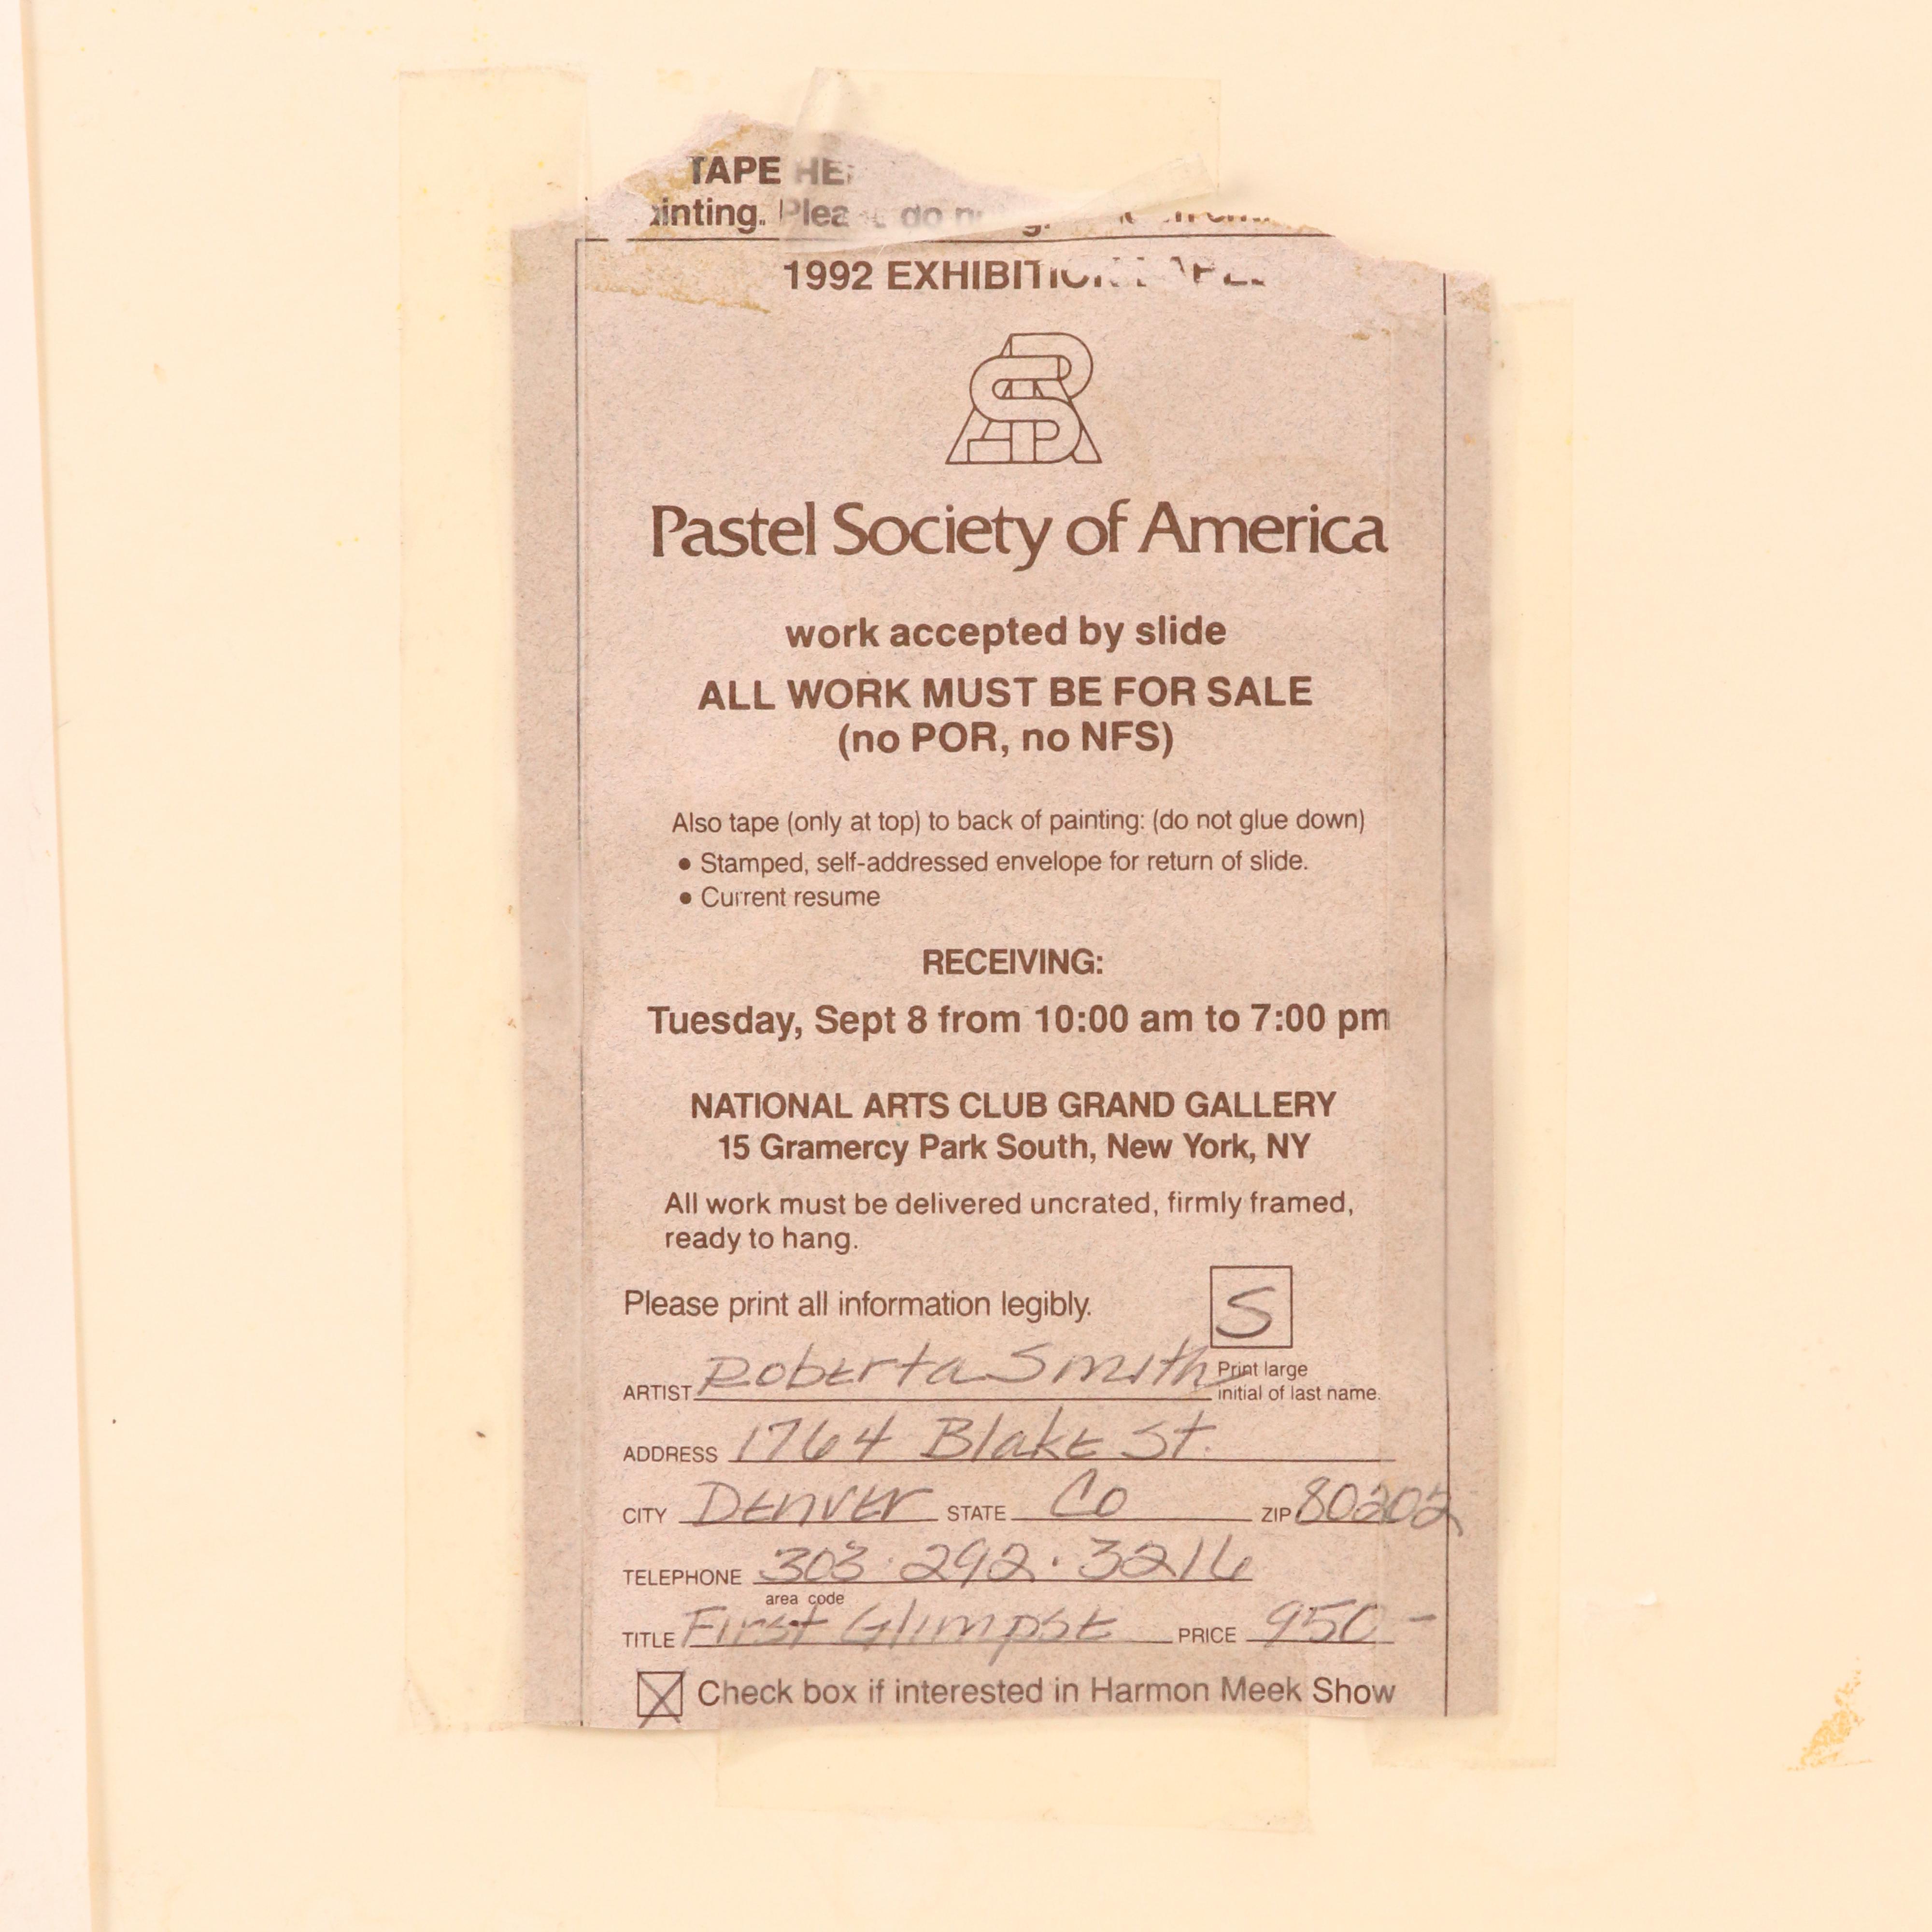 TAPE
Plea do
1992 EXHIBITION
PSA
Pastel Society of America
work accepted by slide
ALL WORK MUST BE FOR SALE
(no POR, no NFS)
Also tape (only at top) to back of painting: (do not glue down)
• Stamped, self-addressed envelope for return of slide.
• Current resume
RECEIVING:
Tuesday, Sept 8 from 10:00 am to 7:00 pm
NATIONAL ARTS CLUB GRAND GALLERY
15 Gramercy Park South, New York, NY
All work must be delivered uncrated, firmly framed,
ready to hang.
Please print all information legibly. S
Print large
initial of last name.
ARTIST Roberta Smith
ADDRESS 1764 Blake St.
CITY Denver STATE Co ZIP 80202
TELEPHONE 303·292·3216
area code
TITLE First Glimpse PRICE 950-
Check box if interested in Harmon Meek Show